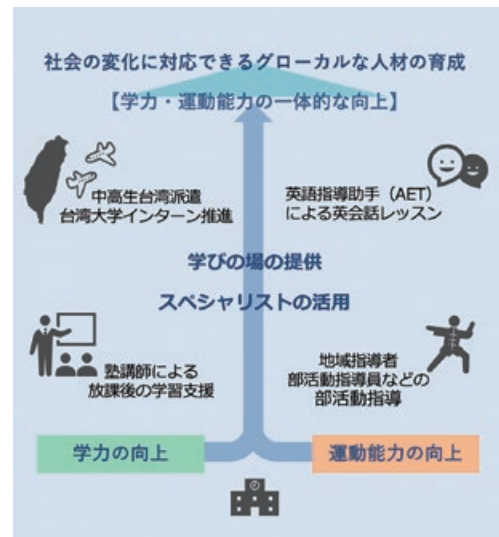 社会の変化に対応できるグローカルな人材の育成
【学力・運動能力の一体的な向上】
中高生台湾派遣
台湾大学インターン推進
英語指導助手（AET）
による英会話レッスン
学びの場の提供
スペシャリストの活用
塾講師による
放課後の学習支援
地域指導者
部活動指導員などの
部活動指導
学力の向上
運動能力の向上